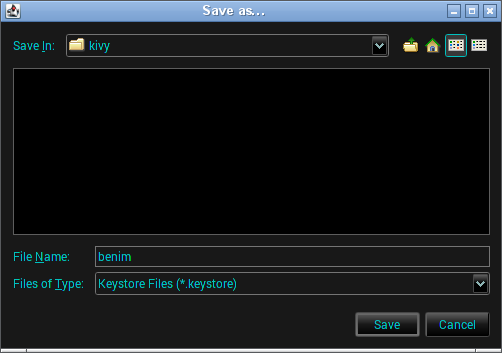 Save as...
Save In: kivy
File Name: benim
Files of Type: Keystore Files (*.keystore)
Save Cancel